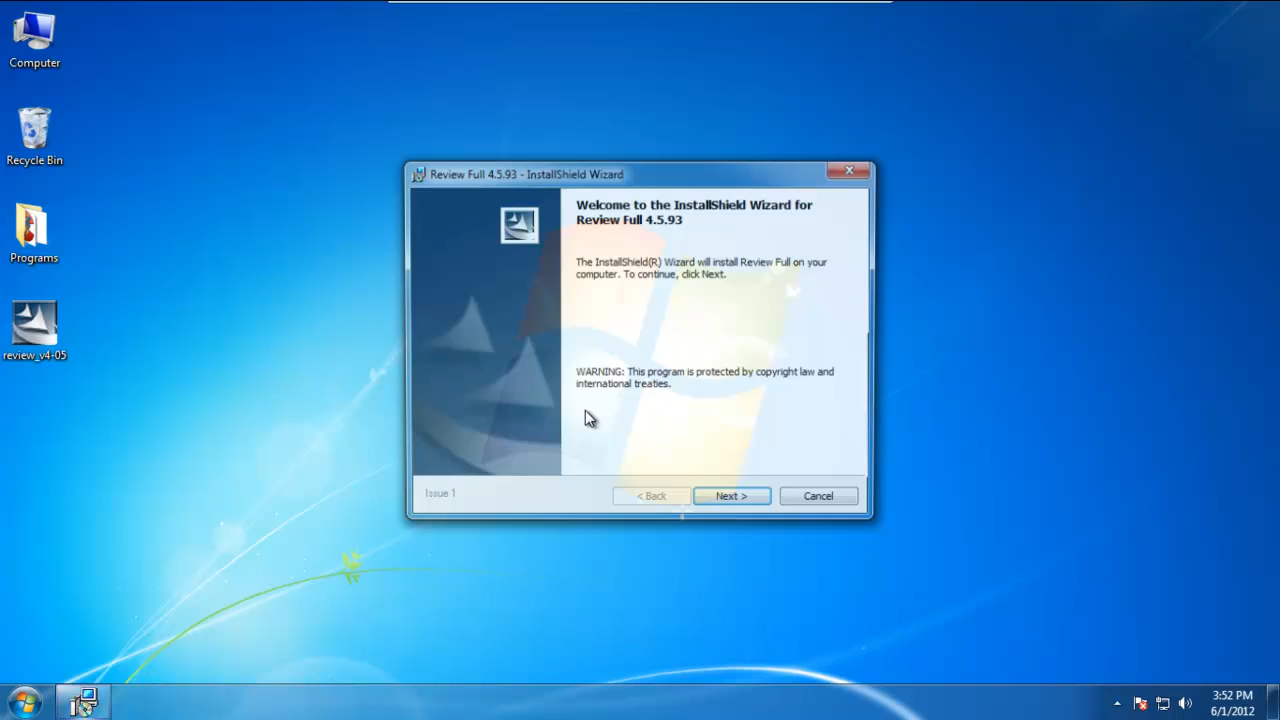 Computer
Recycle Bin
Programs
review_v4-05
Review Full 4.5.93 - InstallShield Wizard
Welcome to the InstallShield Wizard for
Review Full 4.5.93
The InstallShield(R) Wizard will install Review Full on your
computer. To continue, click Next.
WARNING: This program is protected by copyright law and
international treaties.
Issue 1
< Back
Next >
Cancel
3:52 PM
6/1/2012